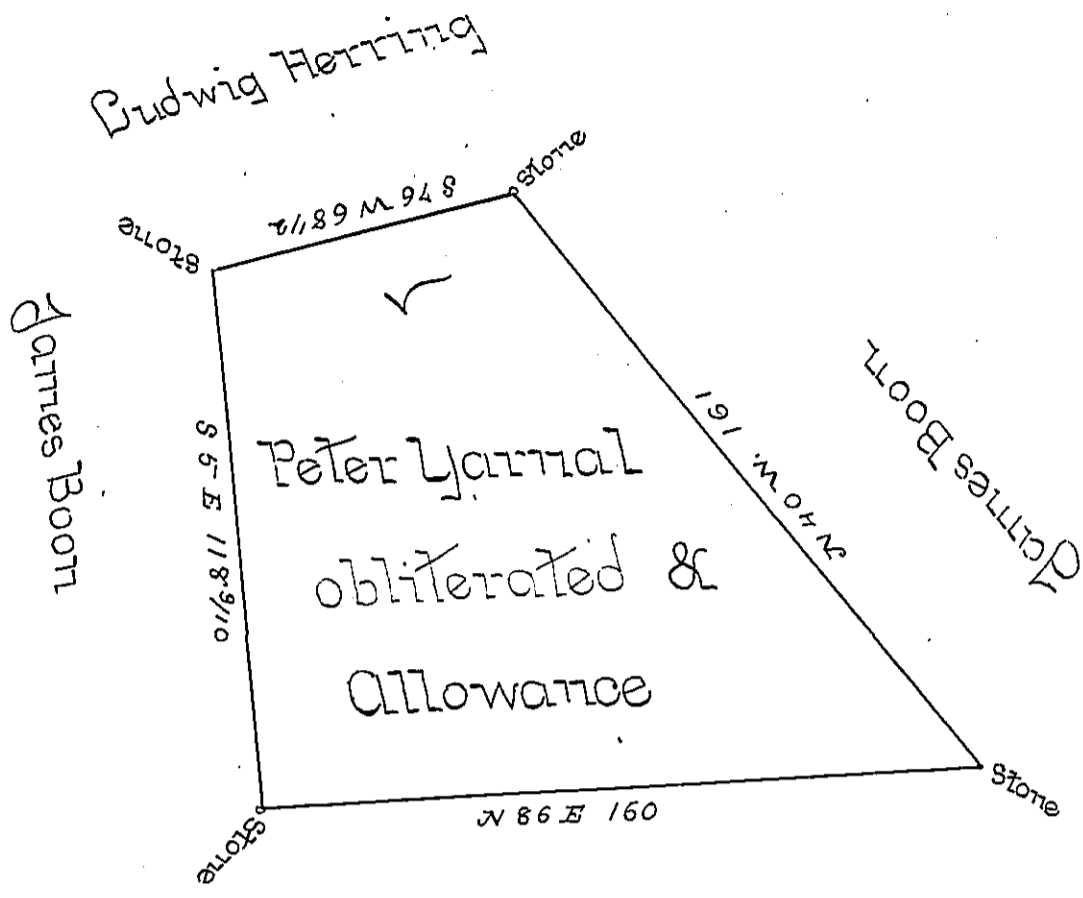 Ludwig Herring
Stone
S 76 W 68 1/2
Stone
James Boon
S 5 E 118 9/10
Peter Yarnal
obliterated &
Allowance
N 40 W. 161
James Boon
Stone
N 86 E 160
Stone